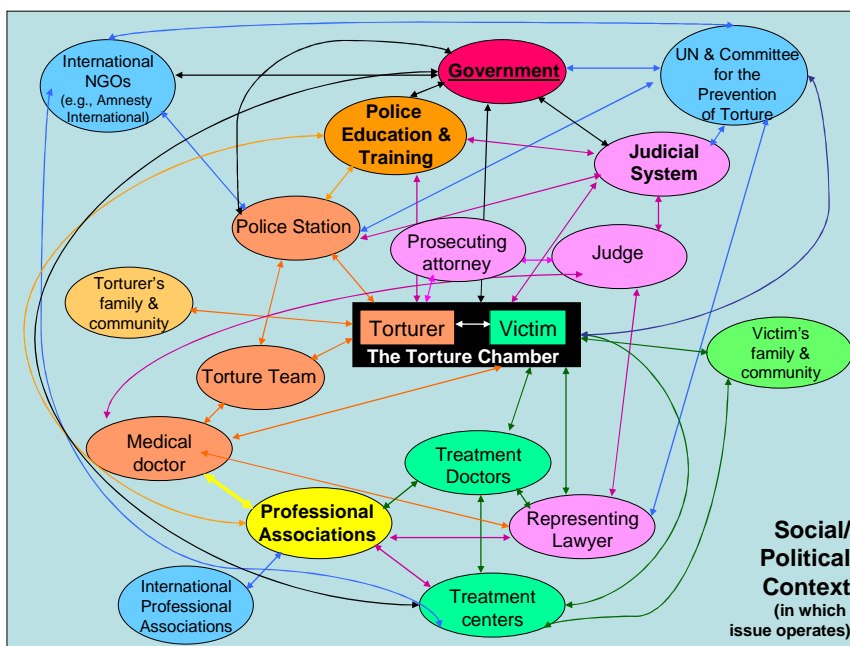 International
NGOs
(e.g., Amnesty
International)
Government
UN & Committee
for the
Prevention
of Torture
Police
Education &
Training
Judicial
System
Police Station
Prosecuting
attorney
Judge
Torturer's
family &
community
Torturer
Victim
The Torture Chamber
Victim's
family &
community
Torture Team
Medical
doctor
Treatment
Doctors
Professional
Associations
Representing
Lawyer
International
Professional
Associations
Treatment
centers
Social/
Political
Context
(in which
issue operates)